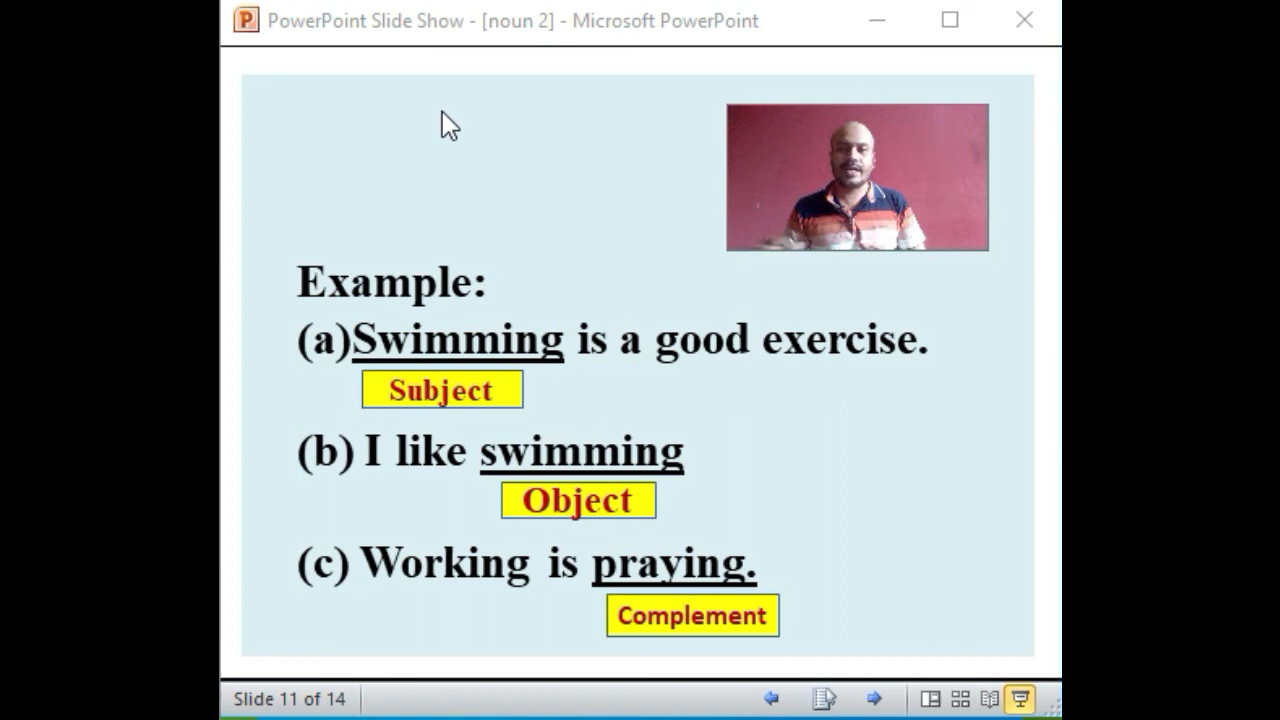 PowerPoint Slide Show - [noun 2] - Microsoft PowerPoint
Example:
(a)Swimming is a good exercise.
Subject
(b) I like swimming
Object
(c) Working is praying.
Complement
Slide 11 of 14